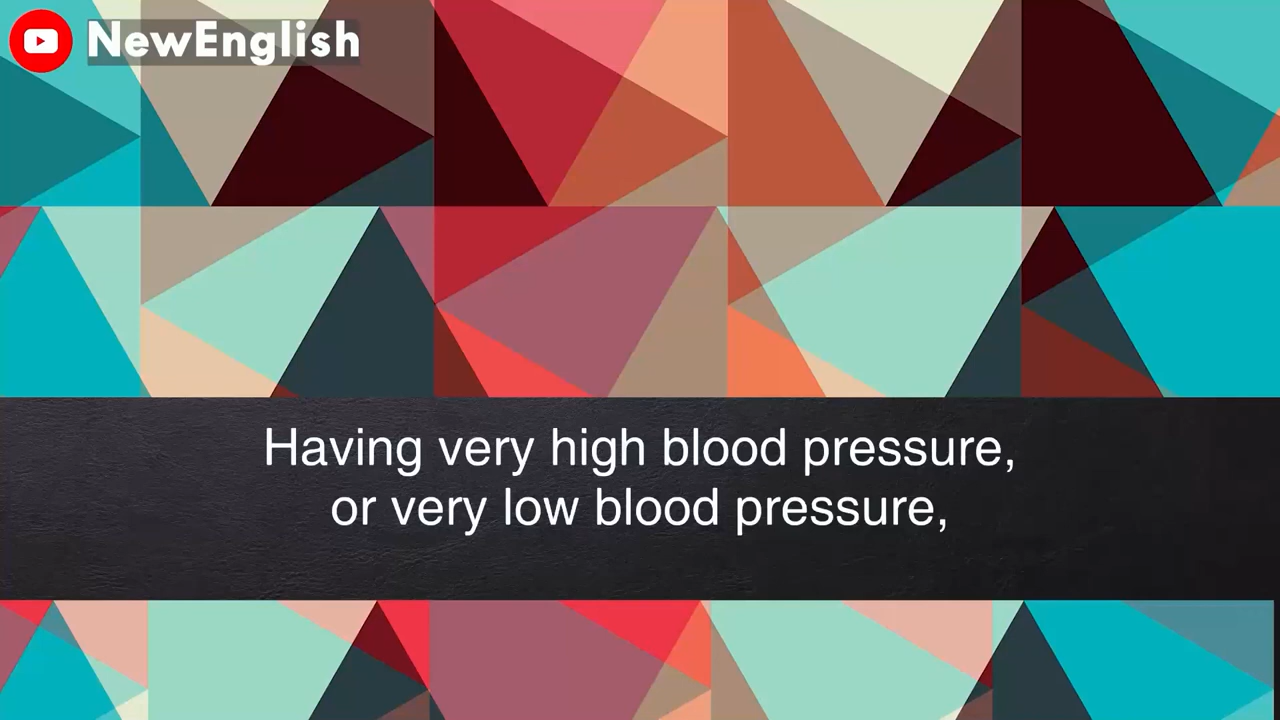 NewEnglish
Having very high blood pressure,
or very low blood pressure,